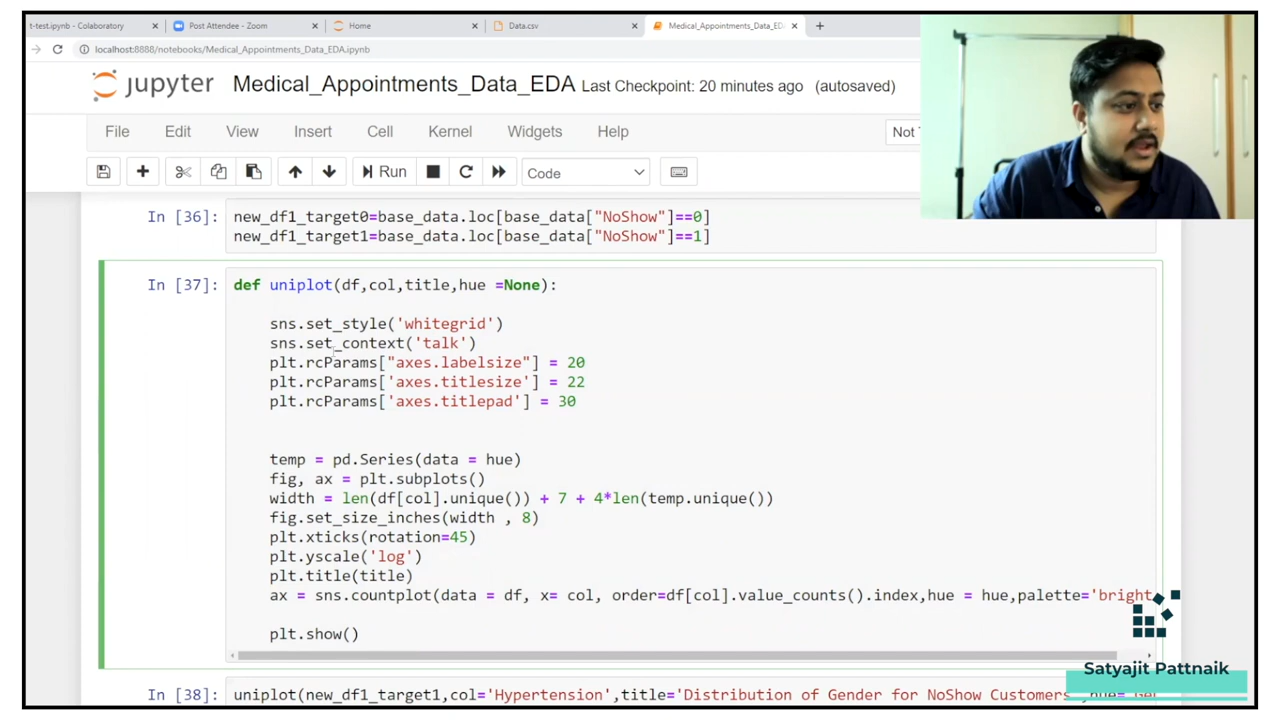 t-test.ipynb - Colaboratory
Post Attendee - Zoom
Home
Data.csv
Medical_Appointments_Data_ED
localhost:8888/notebooks/Medical_Appointments_Data_EDA.ipynb
jupyter Medical_Appointments_Data_EDA Last Checkpoint: 20 minutes ago (autosaved)
File Edit View Insert Cell Kernel Widgets Help Not
Run Code
In [36]: new_df1_target0=base_data.loc[base_data["NoShow"]==0]
new_df1_target1=base_data.loc[base_data["NoShow"]==1]
In [37]: def uniplot(df,col,title,hue =None):
sns.set_style('whitegrid')
sns.set_context('talk')
plt.rcParams["axes.labelsize"] = 20
plt.rcParams['axes.titlesize'] = 22
plt.rcParams['axes.titlepad'] = 30
temp = pd.Series(data = hue)
fig, ax = plt.subplots()
width = len(df[col].unique()) + 7 + 4*len(temp.unique())
fig.set_size_inches(width , 8)
plt.xticks(rotation=45)
plt.yscale('log')
plt.title(title)
ax = sns.countplot(data = df, x= col, order=df[col].value_counts().index,hue = hue,palette='bright
plt.show()
Satyajit Pattnaik
In [38]: uniplot(new_df1_target1,col='Hypertension',title='Distribution of Gender for NoShow Customers